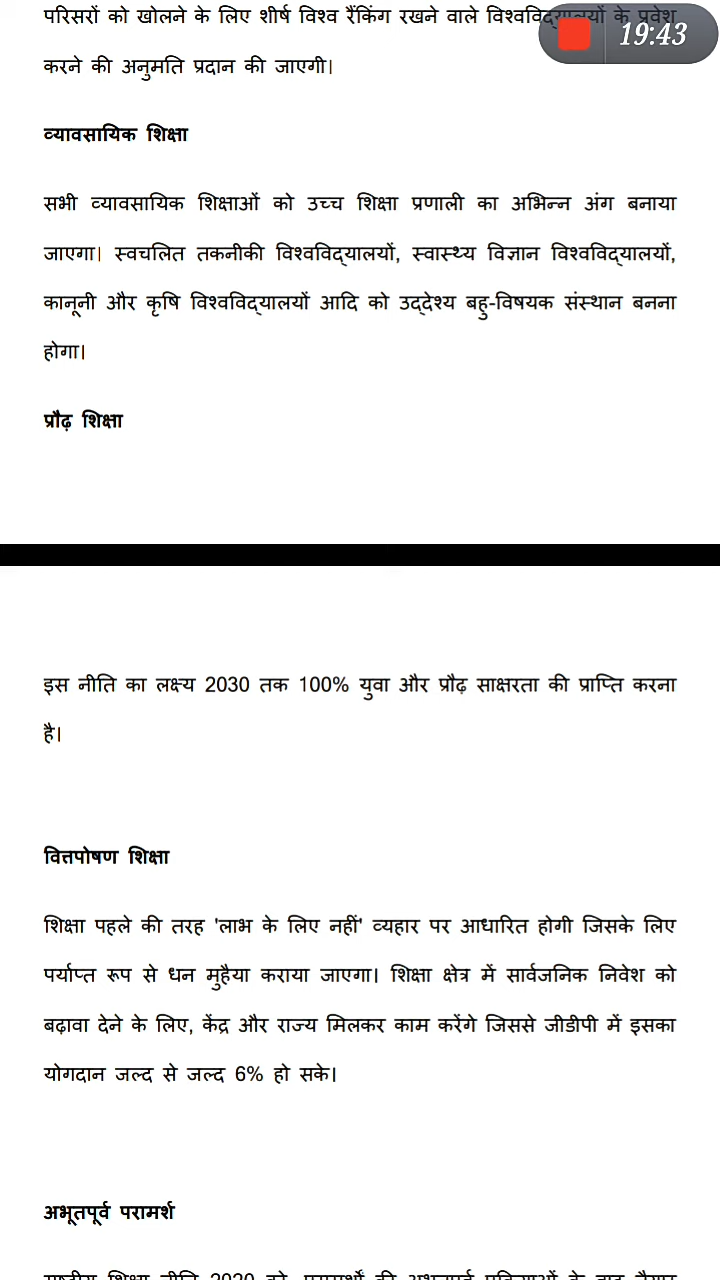 परिसरों को खोलने के लिए शीर्ष विश्व रैंकिंग रखने वाले के प्रवेश
19:43
करने की अनुमति प्रदान की जाएगी।
व्यावसायिक शिक्षा
सभी व्यावसायिक शिक्षाओं को उच्च शिक्षा प्रणाली का अभिन्न अंग बनाया
जाएगा। स्वचलित तकनीकी विश्वविद्यालयों, स्वास्थ्य विज्ञान विश्वविद्यालयों,
कानूनी और कृषि विश्वविद्यालयों आदि को उद्देश्य बहु-विषयक संस्थान बनना
होगा।
प्रौढ़ शिक्षा
इस नीति का लक्ष्य 2030 तक 100% युवा और प्रौढ़ साक्षरता की प्राप्ति करना
है।
वित्तपोषण शिक्षा
शिक्षा पहले की तरह 'लाभ के लिए नहीं' व्यहार पर आधारित होगी जिसके लिए
पर्याप्त रूप से धन मुहैया कराया जाएगा। शिक्षा क्षेत्र में सार्वजनिक निवेश को
बढ़ावा देने के लिए, केंद्र और राज्य मिलकर काम करेंगे जिससे जीडीपी में इसका
योगदान जल्द से जल्द 6% हो सके।
अभूतपूर्व परामर्श